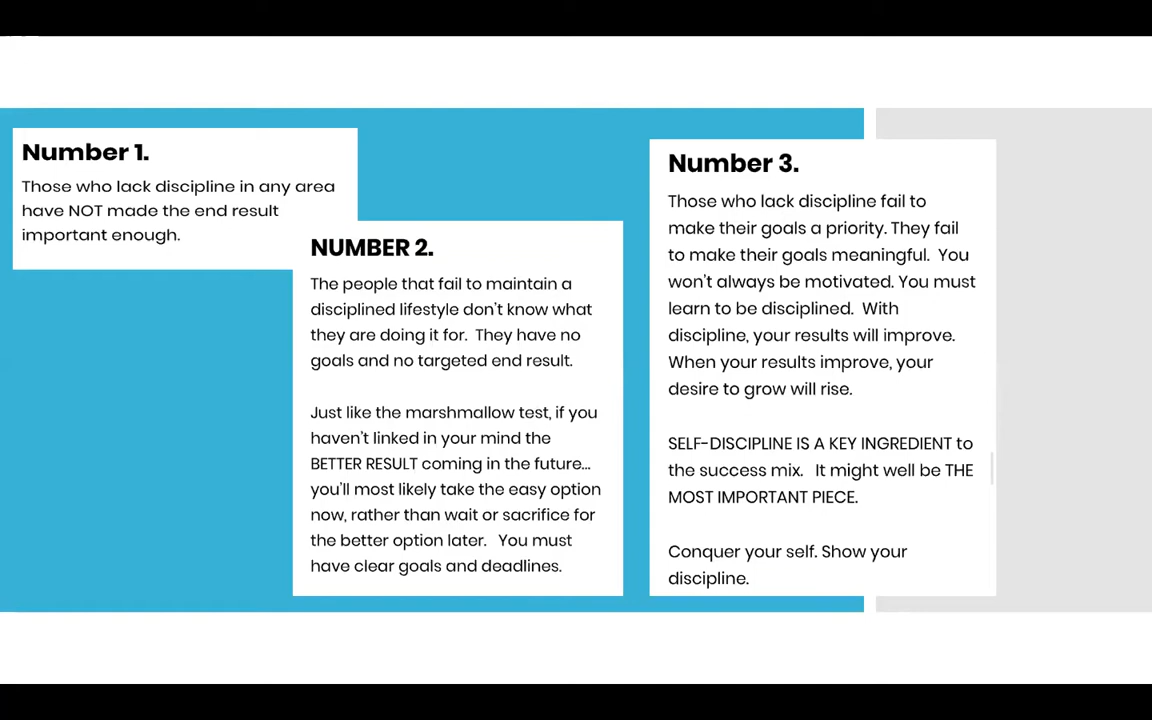 Number 1.
Those who lack discipline in any area
have NOT made the end result
important enough.
NUMBER 2.
The people that fail to maintain a
disciplined lifestyle don't know what
they are doing it for.  They have no
goals and no targeted end result.
Just like the marshmallow test, if you
haven't linked in your mind the
BETTER RESULT coming in the future...
you'll most likely take the easy option
now, rather than wait or sacrifice for
the better option later.   You must
have clear goals and deadlines.
Number 3.
Those who lack discipline fail to
make their goals a priority. They fail
to make their goals meaningful.  You
won't always be motivated. You must
learn to be disciplined.  With
discipline, your results will improve.
When your results improve, your
desire to grow will rise.
SELF-DISCIPLINE IS A KEY INGREDIENT to
the success mix.   It might well be THE
MOST IMPORTANT PIECE.
Conquer your self. Show your
discipline.